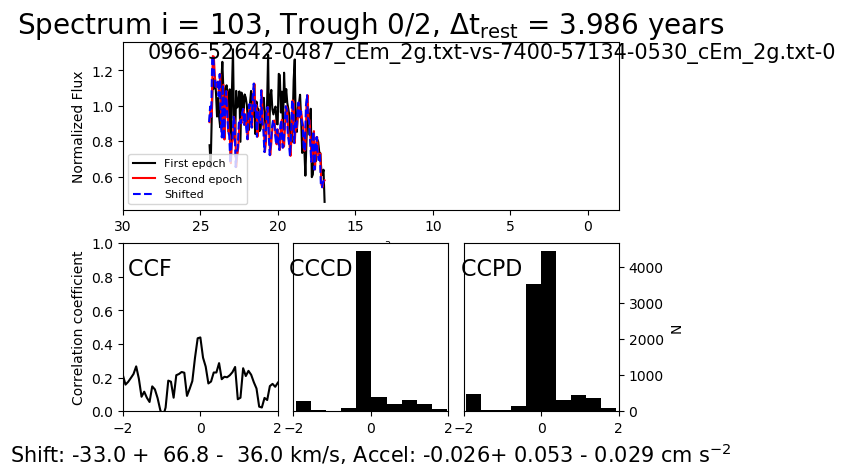 Spectrum i = 103, Trough 0/2, Δt_rest = 3.986 years
0966-52642-0487_cEm_2g.txt-vs-7400-57134-0530_cEm_2g.txt-0
Normalized Flux
1.2
1.0
0.8
0.6
First epoch
Second epoch
Shifted
30 25 20 15 10 5 0
Correlation coefficient
1.0
0.8
0.6
0.4
0.2
0.0
CCF
CCCD
CCPD
4000
3000
2000
1000
0
N
−2 0 2
−2 0 2
−2 0 2
Shift: -33.0 + 66.8 - 36.0 km/s, Accel: -0.026+ 0.053 - 0.029 cm s⁻²